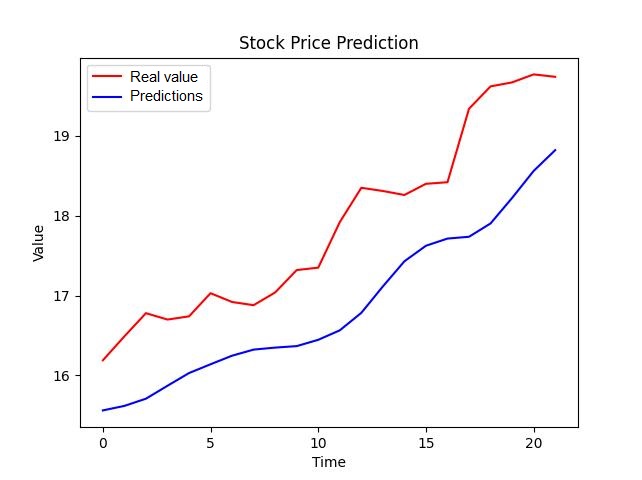 Stock Price Prediction
Real value
Predictions
19
18
17
16
Value
0 5 10 15 20
Time